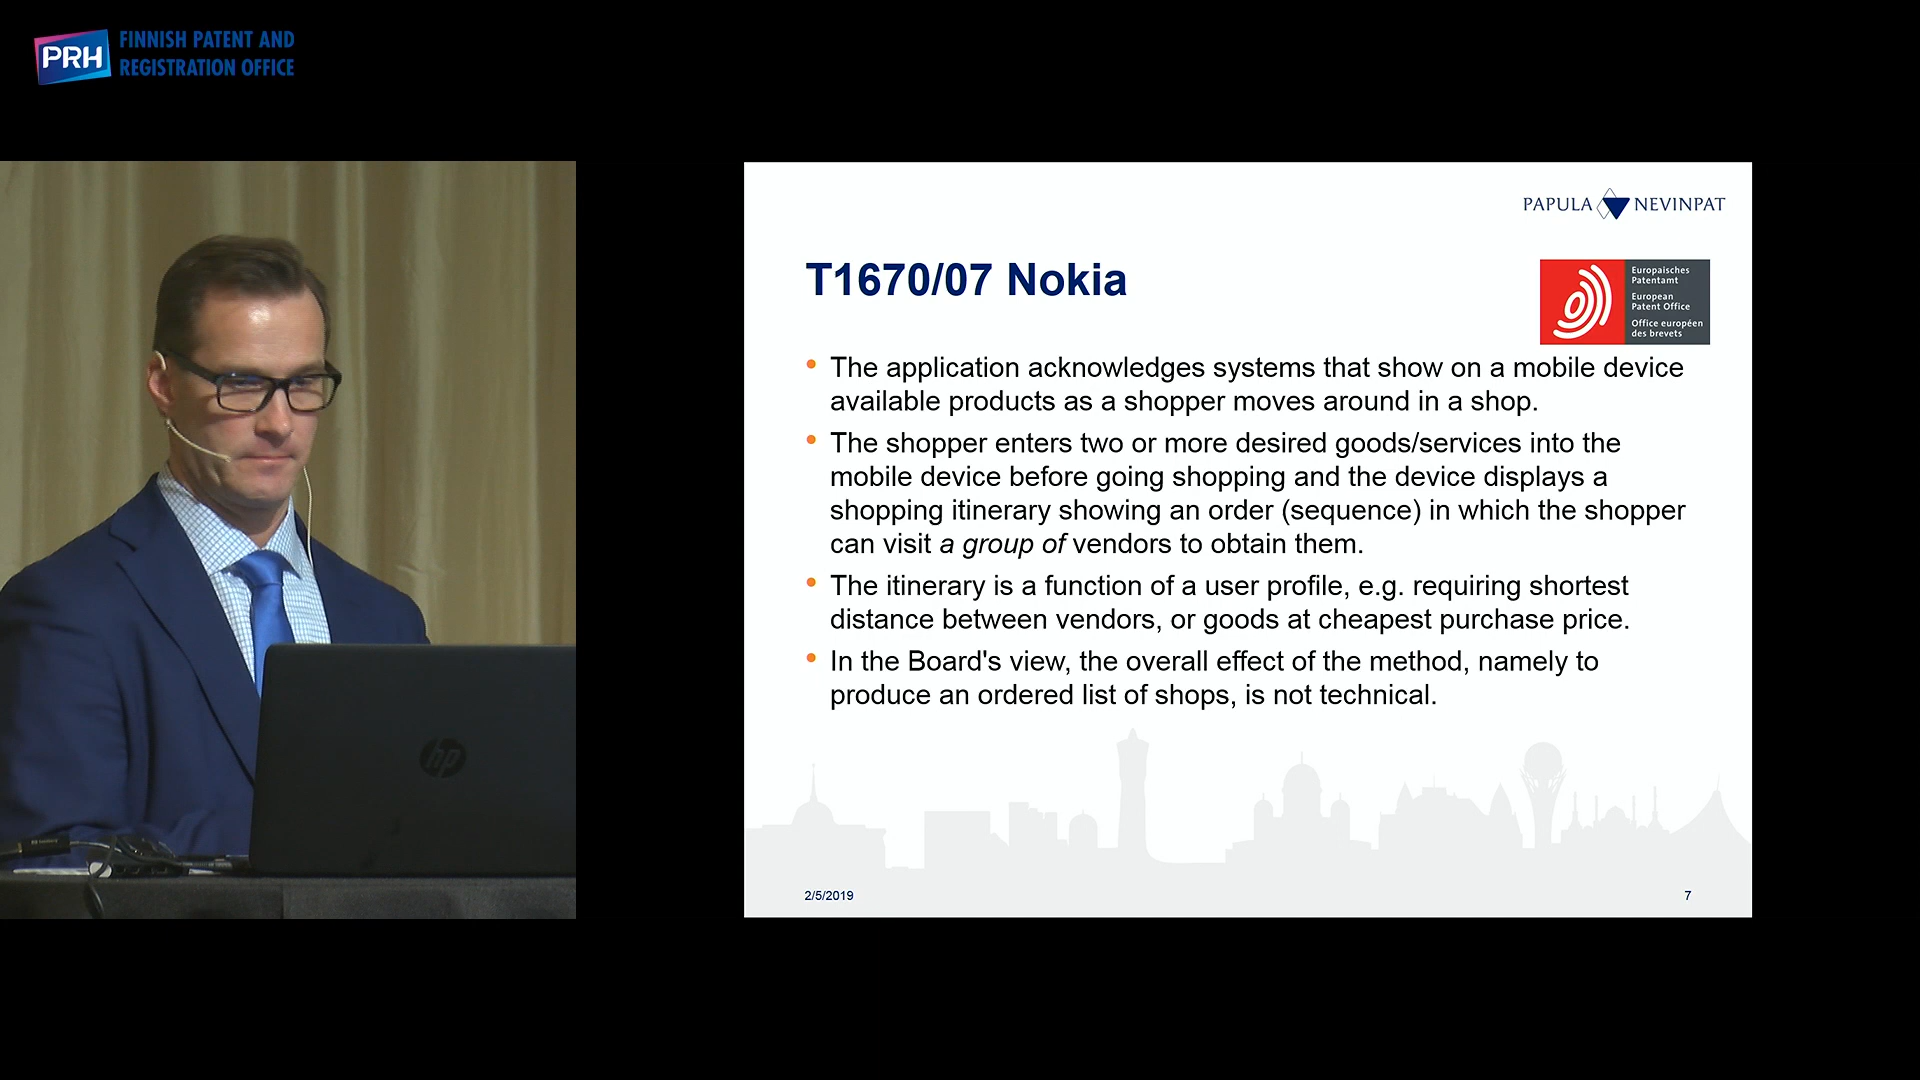 PRH
FINNISH PATENT AND
REGISTRATION OFFICE
PAPULA NEVINPAT
T1670/07 Nokia
Europäisches
Patentamt
European
Patent Office
Office européen
des brevets
• The application acknowledges systems that show on a mobile device
available products as a shopper moves around in a shop.
• The shopper enters two or more desired goods/services into the
mobile device before going shopping and the device displays a
shopping itinerary showing an order (sequence) in which the shopper
can visit a group of vendors to obtain them.
• The itinerary is a function of a user profile, e.g. requiring shortest
distance between vendors, or goods at cheapest purchase price.
• In the Board's view, the overall effect of the method, namely to
produce an ordered list of shops, is not technical.
2/5/2019
7
hp